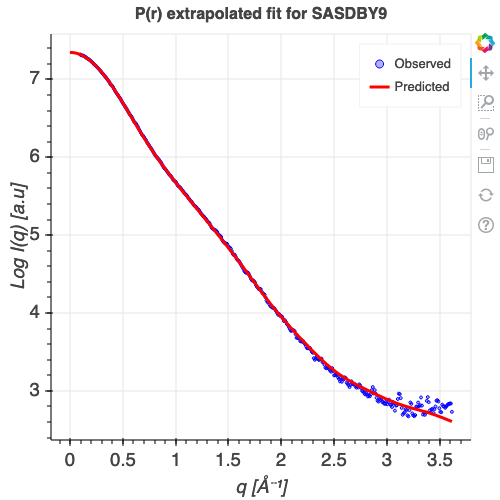 P(r) extrapolated fit for SASDBY9
Observed
Predicted
Log I(q) [a.u]
7
6
5
4
3
0 0.5 1 1.5 2 2.5 3 3.5
q [Å⁻¹]